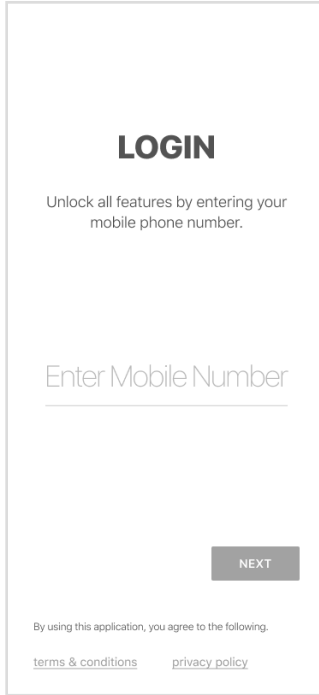 LOGIN
Unlock all features by entering your
mobile phone number.
Enter Mobile Number
NEXT
By using this application, you agree to the following.
terms & conditions privacy policy